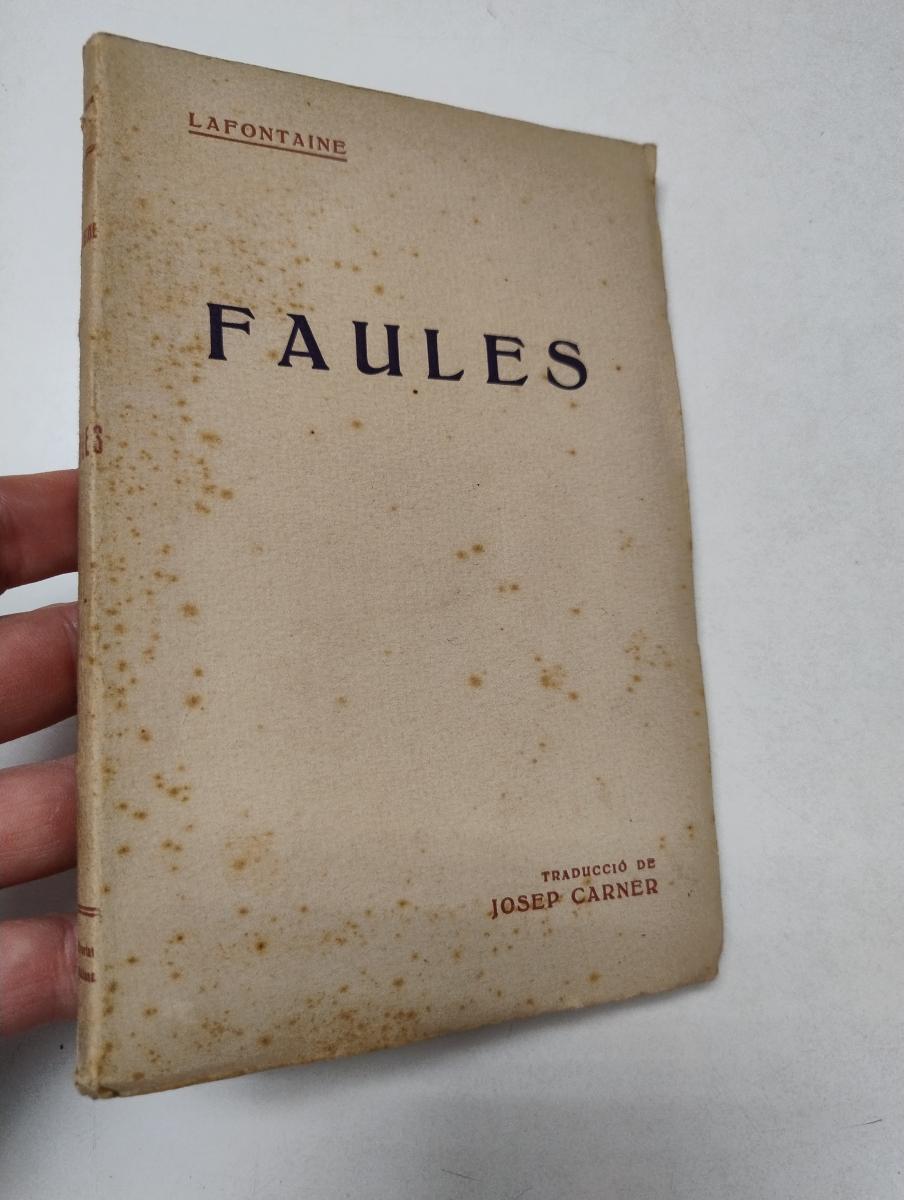 LAFONTAINE
FAULES
TRADUCCIÓ DE
JOSEP CARNER